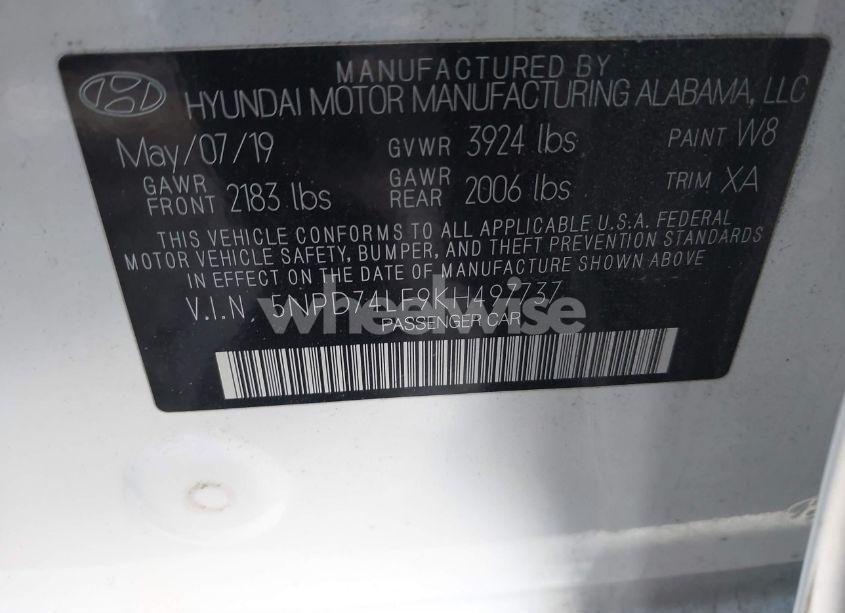 MANUFACTURED BY
HYUNDAI MOTOR MANUFACTURING ALABAMA, LLC
May/07/19 GVWR 3924 lbs PAINT W8
GAWR FRONT 2183 lbs GAWR REAR 2006 lbs TRIM XA
THIS VEHICLE CONFORMS TO ALL APPLICABLE U.S.A. FEDERAL
MOTOR VEHICLE SAFETY, BUMPER, AND THEFT PREVENTION STANDARDS
IN EFFECT ON THE DATE OF MANUFACTURE SHOWN ABOVE
V.I.N. 5NPD74LF9KH497737
wheelwise
PASSENGER CAR